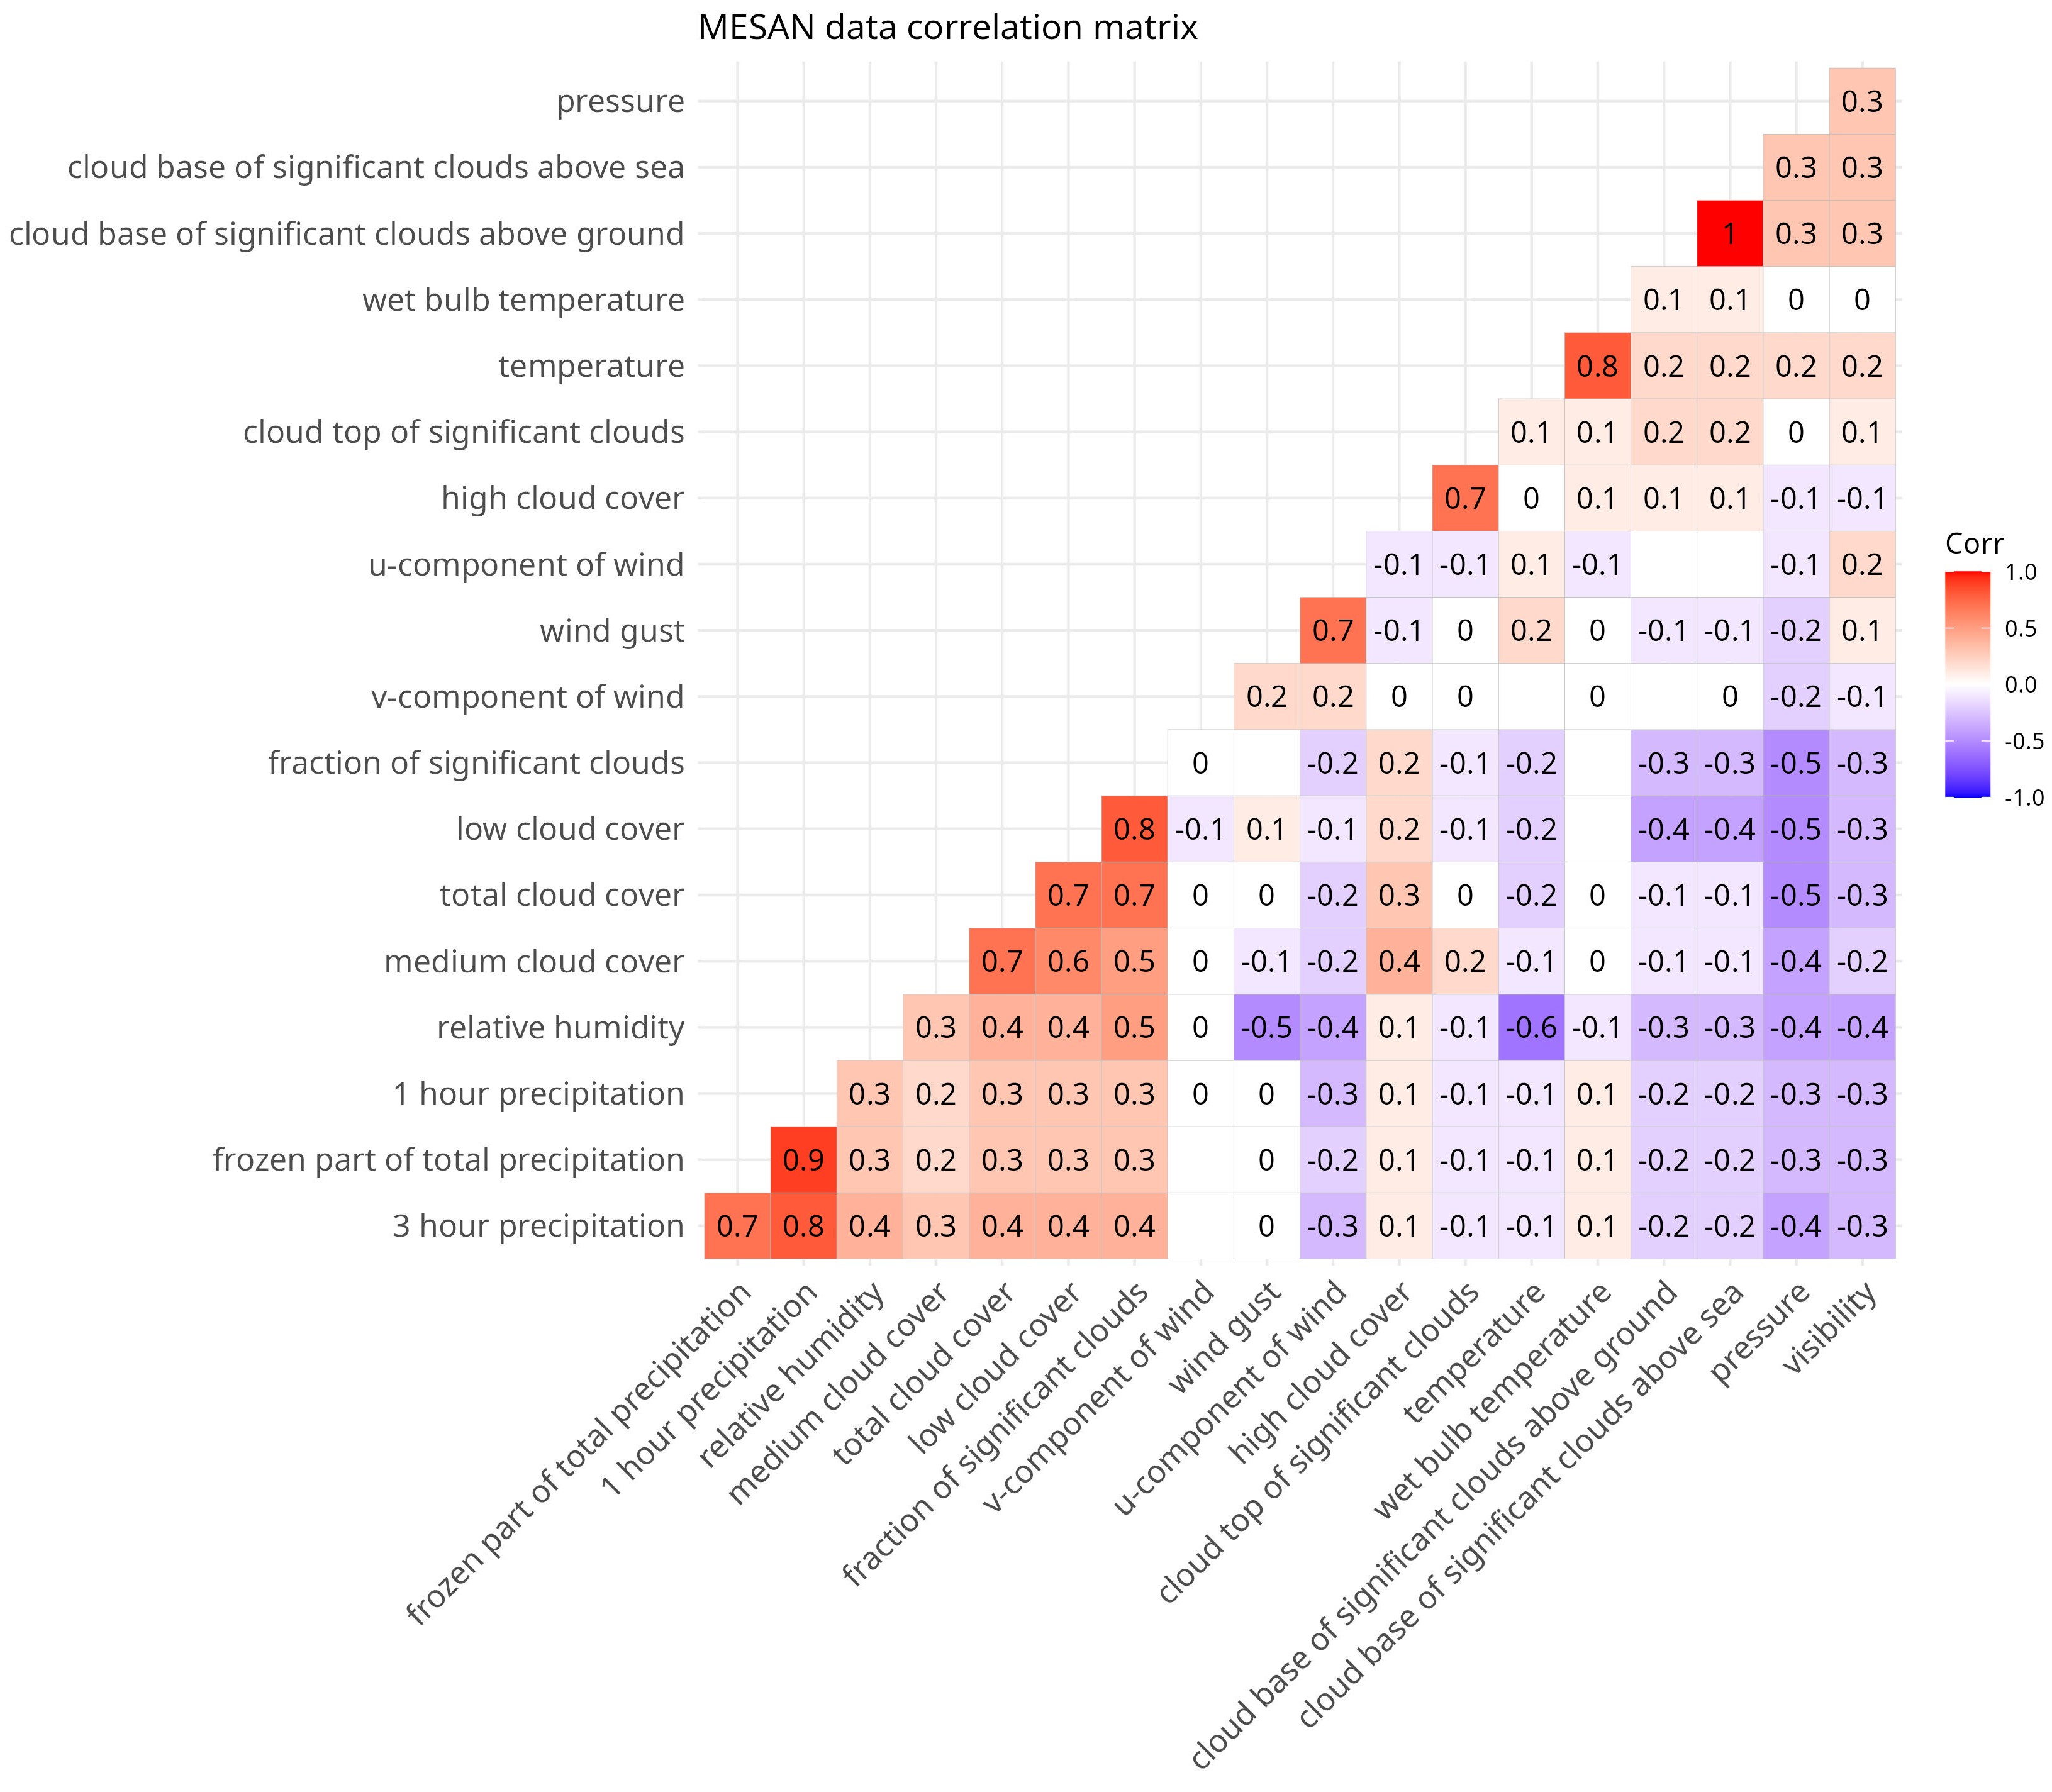 MESAN data correlation matrix
pressure 0.3
cloud base of significant clouds above sea 0.3 0.3
cloud base of significant clouds above ground 1 0.3 0.3
wet bulb temperature 0.1 0.1 0 0
temperature 0.8 0.2 0.2 0.2 0.2
cloud top of significant clouds 0.1 0.1 0.2 0.2 0 0.1
high cloud cover 0.7 0 0.1 0.1 0.1 -0.1 -0.1
u-component of wind -0.1 -0.1 0.1 -0.1 -0.1 0.2
wind gust 0.7 -0.1 0 0.2 0 -0.1 -0.1 -0.2 0.1
v-component of wind 0.2 0.2 0 0 0 0 -0.2 -0.1
fraction of significant clouds 0 -0.2 0.2 -0.1 -0.2 -0.3 -0.3 -0.5 -0.3
low cloud cover 0.8 -0.1 0.1 -0.1 0.2 -0.1 -0.2 -0.4 -0.4 -0.5 -0.3
total cloud cover 0.7 0.7 0 0 -0.2 0.3 0 -0.2 0 -0.1 -0.1 -0.5 -0.3
medium cloud cover 0.7 0.6 0.5 0 -0.1 -0.2 0.4 0.2 -0.1 0 -0.1 -0.1 -0.4 -0.2
relative humidity 0.3 0.4 0.4 0.5 0 -0.5 -0.4 0.1 -0.1 -0.6 -0.1 -0.3 -0.3 -0.4 -0.4
1 hour precipitation 0.3 0.2 0.3 0.3 0.3 0 0 -0.3 0.1 -0.1 -0.1 0.1 -0.2 -0.2 -0.3 -0.3
frozen part of total precipitation 0.9 0.3 0.2 0.3 0.3 0.3 0 -0.2 0.1 -0.1 -0.1 0.1 -0.2 -0.2 -0.3 -0.3
3 hour precipitation 0.7 0.8 0.4 0.3 0.4 0.4 0.4 0 -0.3 0.1 -0.1 -0.1 0.1 -0.2 -0.2 -0.4 -0.3
frozen part of total precipitation
1 hour precipitation
relative humidity
medium cloud cover
total cloud cover
low cloud cover
fraction of significant clouds
v-component of wind
wind gust
u-component of wind
high cloud cover
cloud top of significant clouds
temperature
wet bulb temperature
cloud base of significant clouds above ground
cloud base of significant clouds above sea
pressure
visibility
Corr
1.0
0.5
0.0
-0.5
-1.0